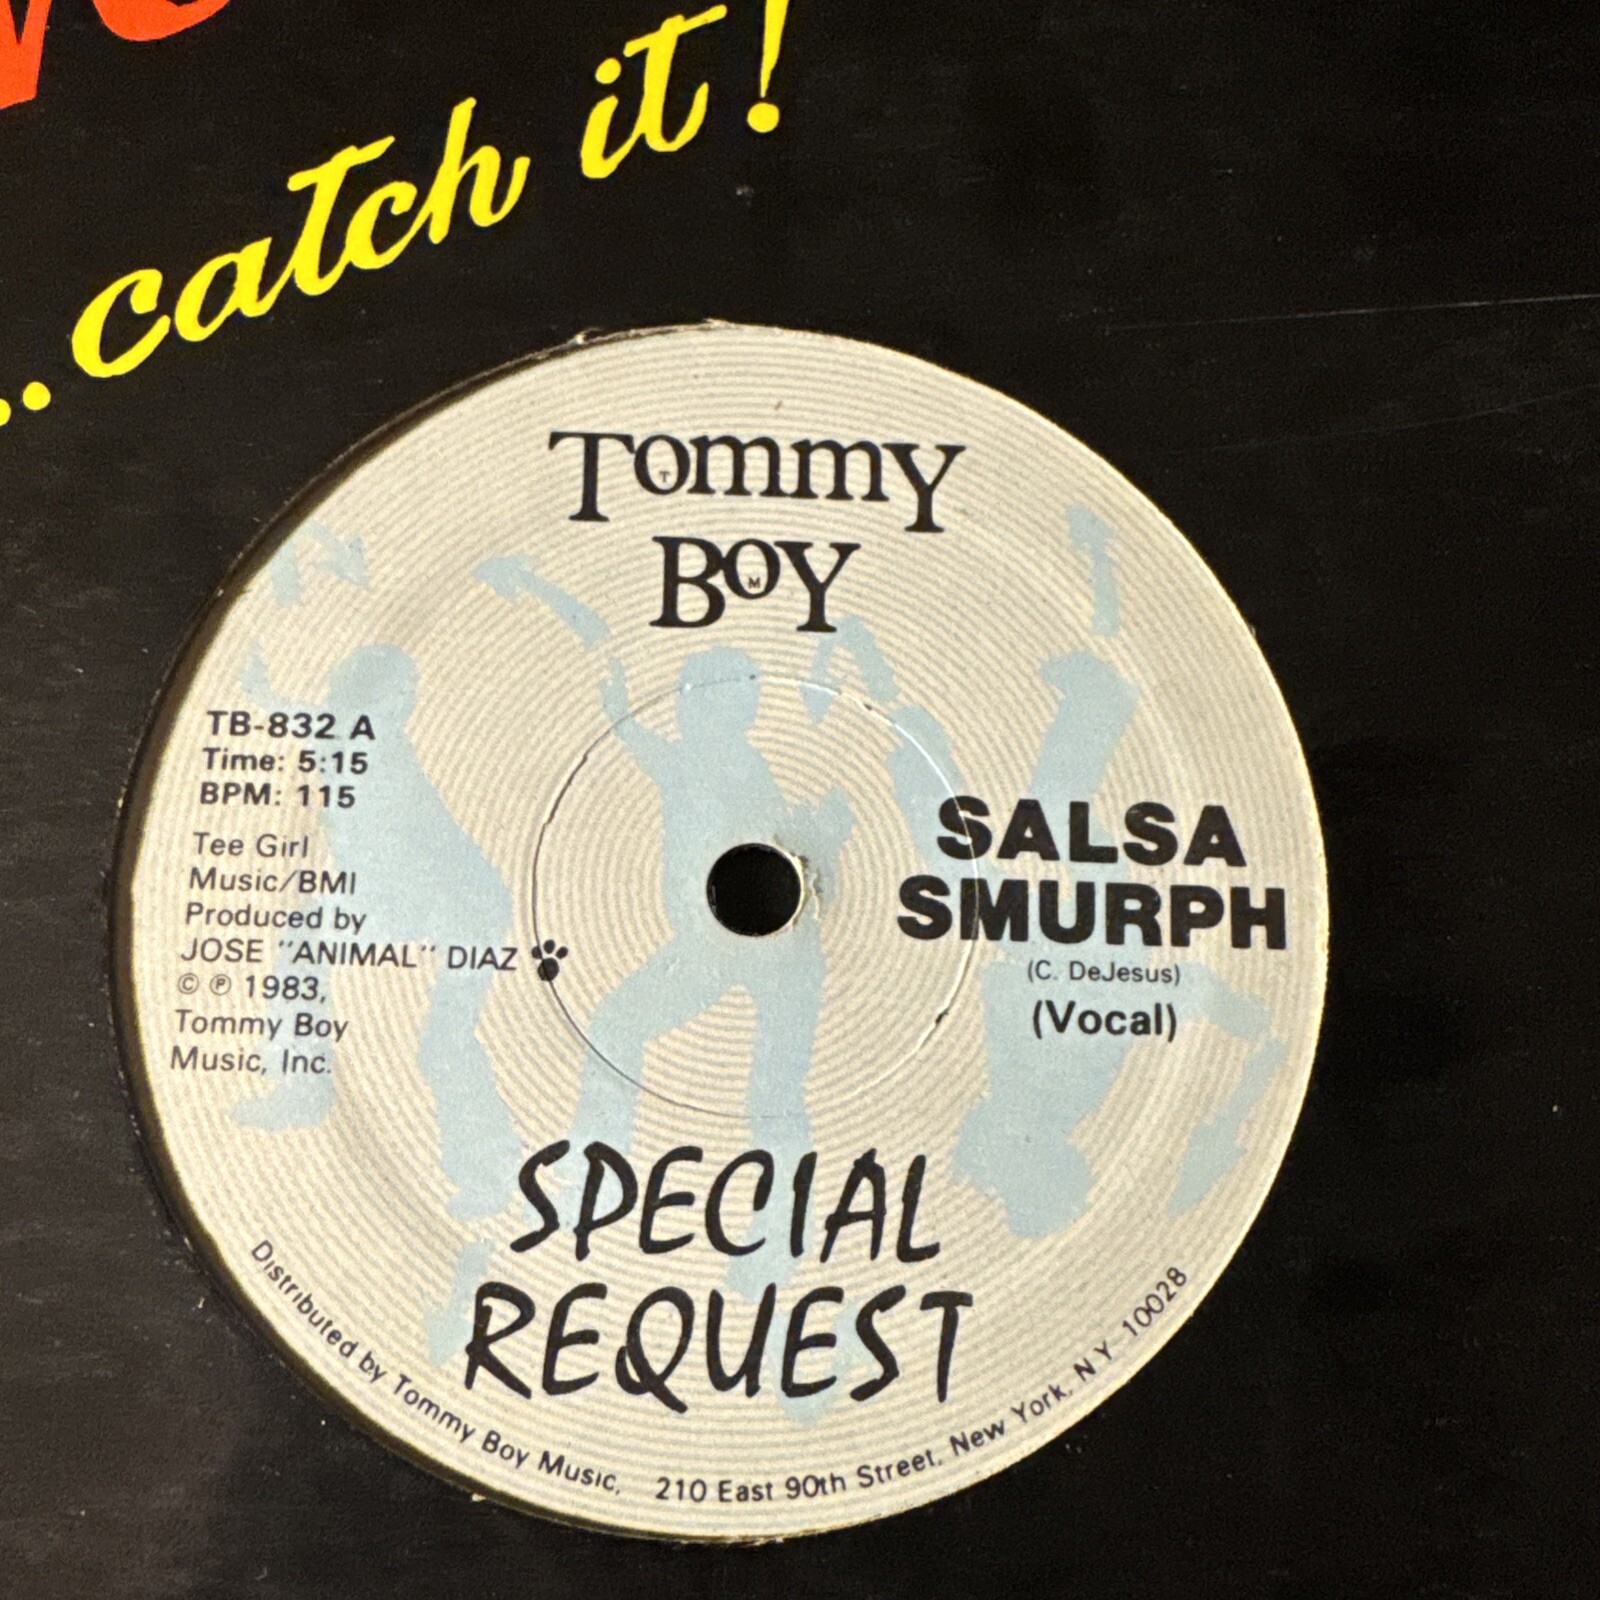 ...catch it!
Tommy
Boy
TB-832 A
Time: 5:15
BPM: 115
Tee Girl
Music/BMI
Produced by
JOSE "ANIMAL" DIAZ
© ℗ 1983,
Tommy Boy
Music, Inc.
SALSA
SMURPH
(C. DeJesus)
(Vocal)
SPECIAL
REQUEST
Distributed by Tommy Boy Music, 210 East 90th Street, New York, N.Y. 10028